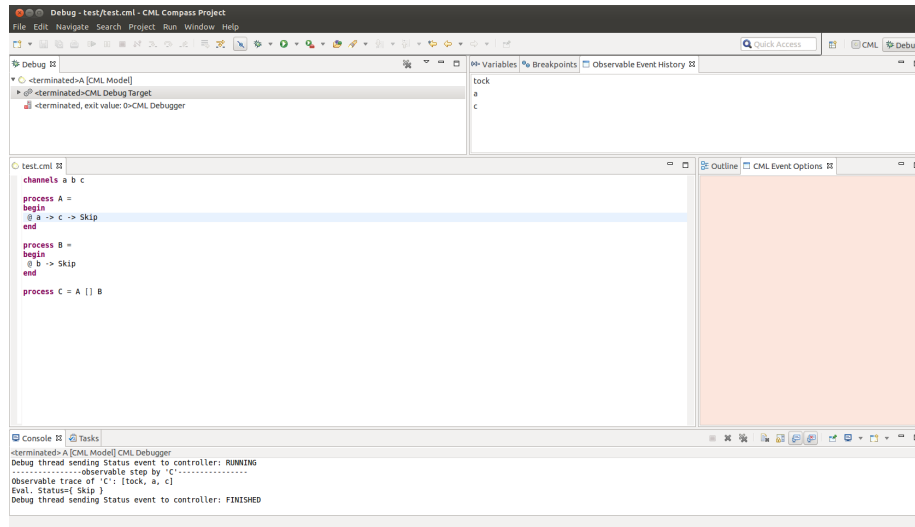 Debug - test/test.cml - CML Compass Project
File Edit Navigate Search Project Run Window Help
Quick Access CML Debu
Debug
<terminated>A [CML Model]
<terminated>CML Debug Target
<terminated, exit value: 0>CML Debugger
Variables Breakpoints Observable Event History
tock
a
c
test.cml
channels a b c
process A =
begin
@ a -> c -> Skip
end
process B =
begin
@ b -> Skip
end
process C = A [] B
Outline CML Event Options
Console Tasks
<terminated> A [CML Model] CML Debugger
Debug thread sending Status event to controller: RUNNING
----------------observable step by 'C'----------------
Observable trace of 'C': [tock, a, c]
Eval. Status={ Skip }
Debug thread sending Status event to controller: FINISHED